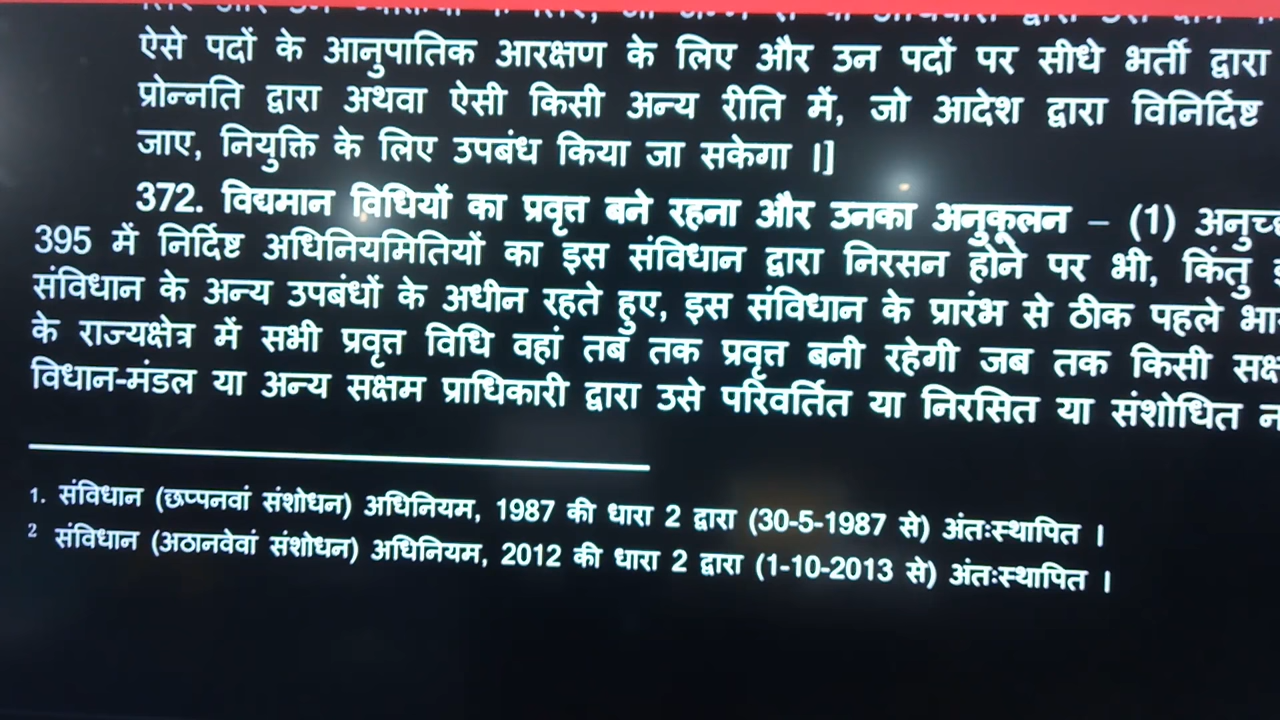 ऐसे पदों के आनुपातिक आरक्षण के लिए और उन पदों पर सीधे भर्ती द्वारा
प्रोन्नति द्वारा अथवा ऐसी किसी अन्य रीति में, जो आदेश द्वारा विनिर्दिष्ट
जाए, नियुक्ति के लिए उपबंध किया जा सकेगा ।]
372. विद्यमान विधियों का प्रवृत्त बने रहना और उनका अनुकूलन – (1)
395 में निर्दिष्ट अधिनियमितियों का इस संविधान द्वारा निरसन होने पर भी, किंतु
संविधान के अन्य उपबंधों के अधीन रहते हुए, इस संविधान के प्रारंभ से ठीक पहले
के राज्यक्षेत्र में सभी प्रवृत्त विधि वहां तब तक प्रवृत्त बनी रहेगी जब तक किसी
विधान-मंडल या अन्य सक्षम प्राधिकारी द्वारा उसे परिवर्तित या निरसित या संशोधित
1. संविधान (छप्पनवां संशोधन) अधिनियम, 1987 की धारा 2 द्वारा (30-5-1987 से) अंतःस्थापित ।
2 संविधान (अठानवेवां संशोधन) अधिनियम, 2012 की धारा 2 द्वारा (1-10-2013 से) अंतःस्थापित ।